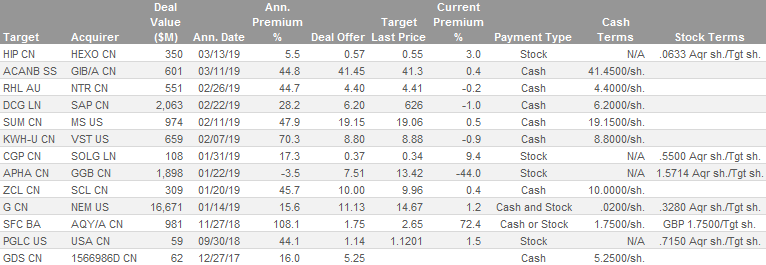 Target Acquirer Deal Value ($M) Ann. Date Ann. Premium % Deal Offer Target Last Price Current Premium % Payment Type Cash Terms Stock Terms
HIP CN HEXO CN 350 03/13/19 5.5 0.57 0.55 3.0 Stock N/A .0633 Aqr sh./Tgt sh.
ACANB SS GIB/A CN 601 03/11/19 44.8 41.45 41.3 0.4 Cash 41.4500/sh.
RHL AU NTR CN 551 02/26/19 44.7 4.40 4.41 -0.2 Cash 4.4000/sh.
DCG LN SAP CN 2,063 02/22/19 28.2 6.20 626 -1.0 Cash 6.2000/sh.
SUM CN MS US 974 02/11/19 47.9 19.15 19.06 0.5 Cash 19.1500/sh.
KWH-U CN VST US 659 02/07/19 70.3 8.80 8.88 -0.9 Cash 8.8000/sh.
CGP CN SOLG LN 108 01/31/19 17.3 0.37 0.34 9.4 Stock N/A .5500 Aqr sh./Tgt sh.
APHA CN GGB CN 1,898 01/22/19 -3.5 7.51 13.42 -44.0 Stock N/A 1.5714 Aqr sh./Tgt sh.
ZCL CN SCL CN 309 01/20/19 45.7 10.00 9.96 0.4 Cash 10.0000/sh.
G CN NEM US 16,671 01/14/19 15.6 11.13 14.67 1.2 Cash and Stock .0200/sh. .3280 Aqr sh./Tgt sh.
SFC BA AQY/A CN 981 11/27/18 108.1 1.75 2.65 72.4 Cash or Stock 1.7500/sh. GBP 1.7500/Tgt sh.
PGLC US USA CN 59 09/30/18 44.1 1.14 1.1201 1.5 Stock N/A .7150 Aqr sh./Tgt sh.
GDS CN 1566986D CN 62 12/27/17 16.0 5.25 Cash 5.2500/sh.